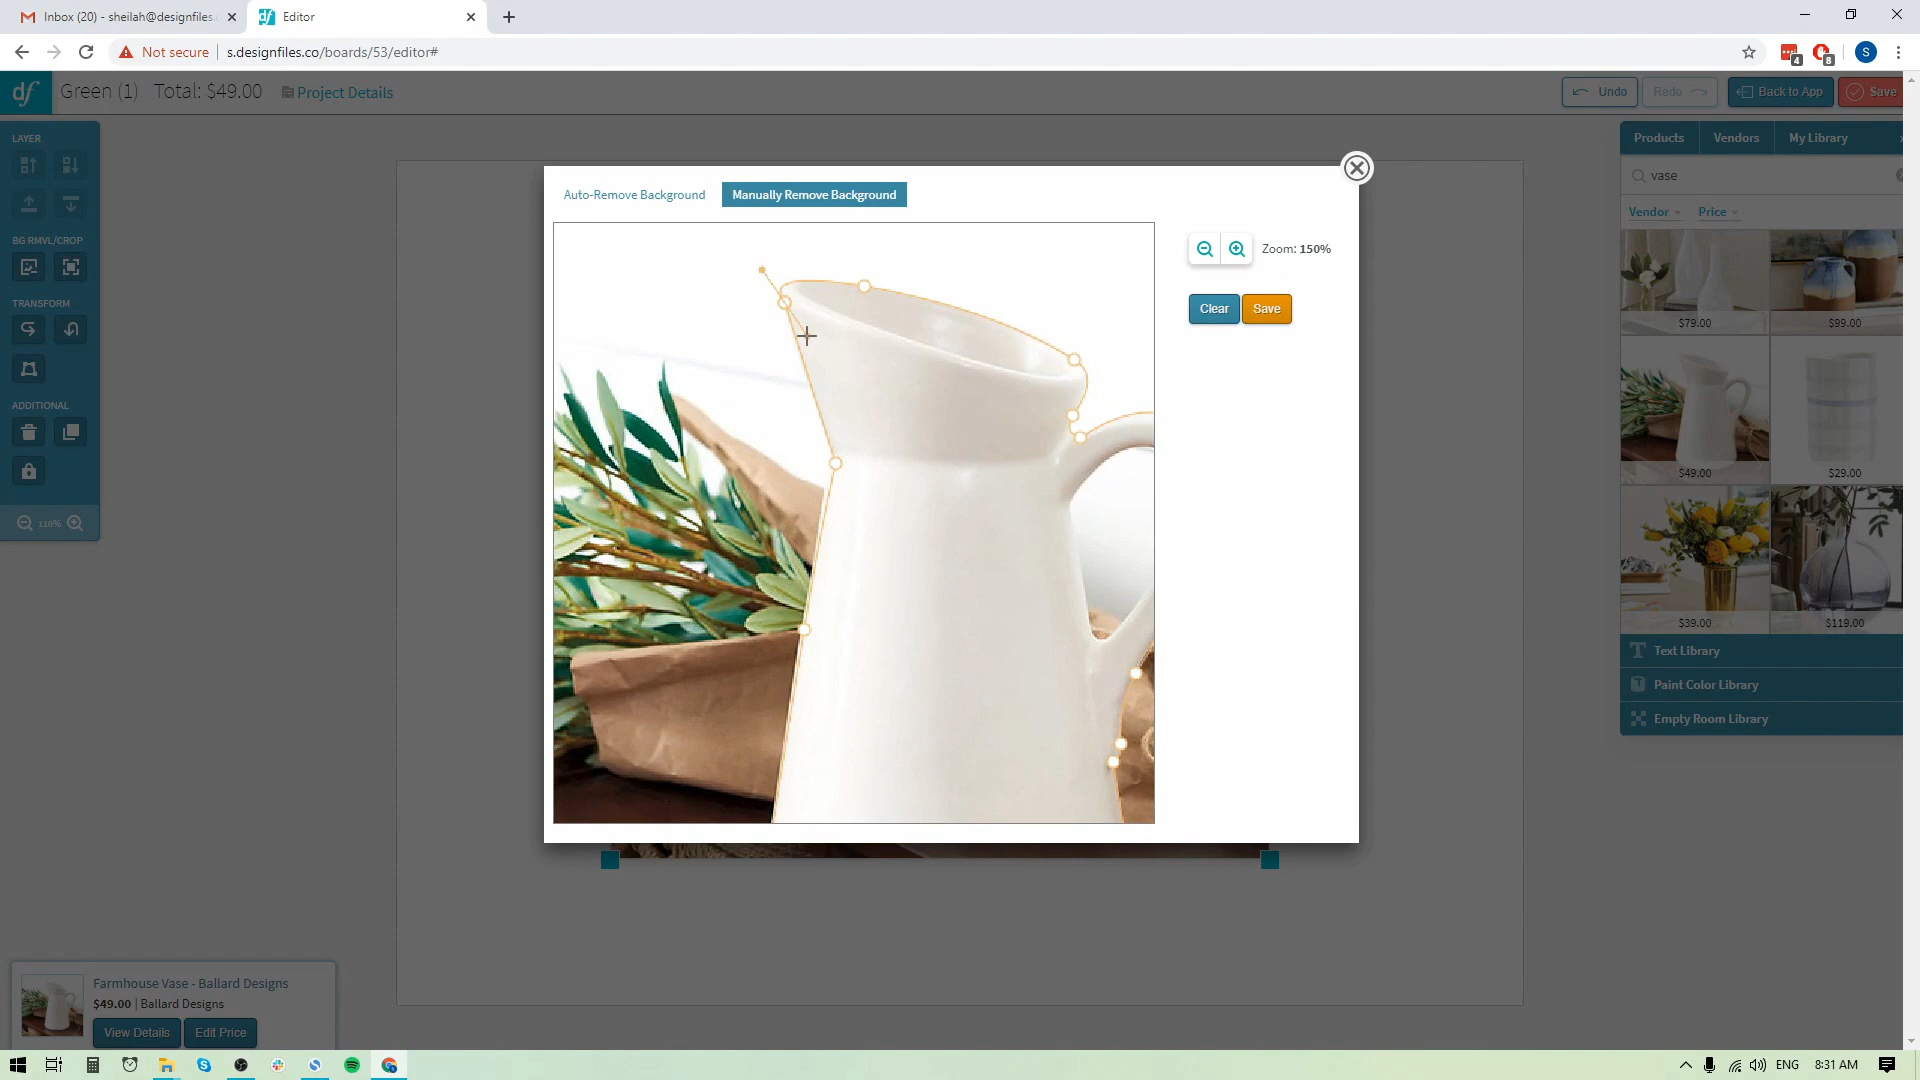 Inbox (20) - sheilah@designfiles.
Editor
Not secure
s.designfiles.co/boards/53/editor#
4
8
S
df
Green (1)
Total: $49.00
Project Details
Undo
Redo
Back to App
Save
LAYER
BG RMVL/CROP
TRANSFORM
ADDITIONAL
110%
Auto-Remove Background
Manually Remove Background
Zoom: 150%
Clear
Save
Products
Vendors
My Library
vase
Vendor
Price
$79.00
$99.00
$49.00
$29.00
$39.00
$119.00
Text Library
Paint Color Library
Empty Room Library
Farmhouse Vase - Ballard Designs
$49.00 | Ballard Designs
View Details
Edit Price
ENG
8:31 AM